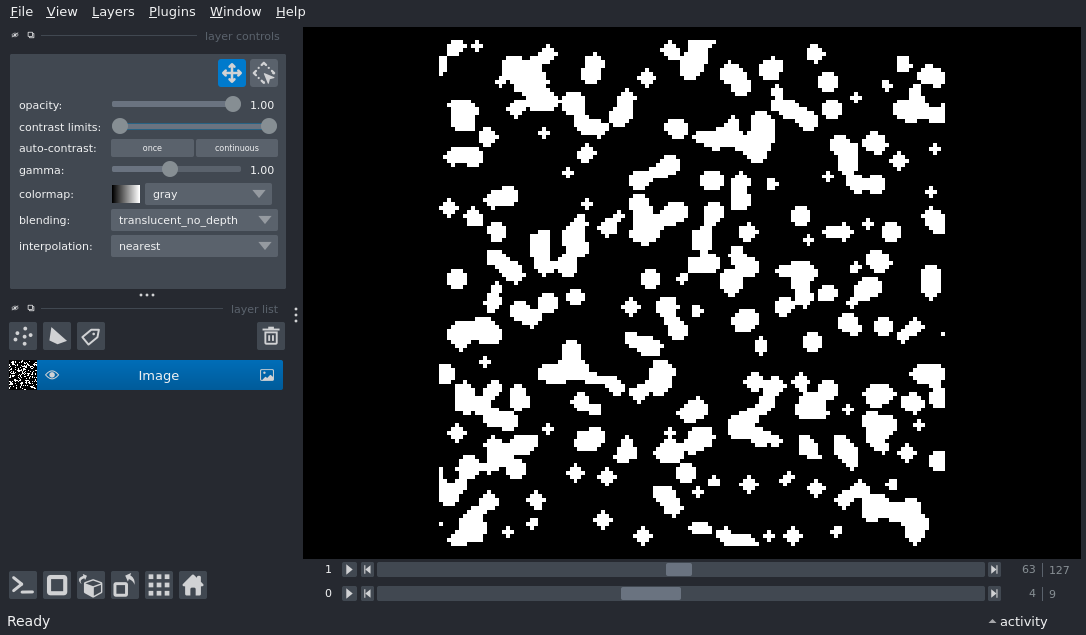 File View Layers Plugins Window Help
layer controls
opacity: 1.00
contrast limits:
auto-contrast: once continuous
gamma: 1.00
colormap: gray
blending: translucent_no_depth
interpolation: nearest
layer list
Image
1 63 127
0 4 9
Ready activity